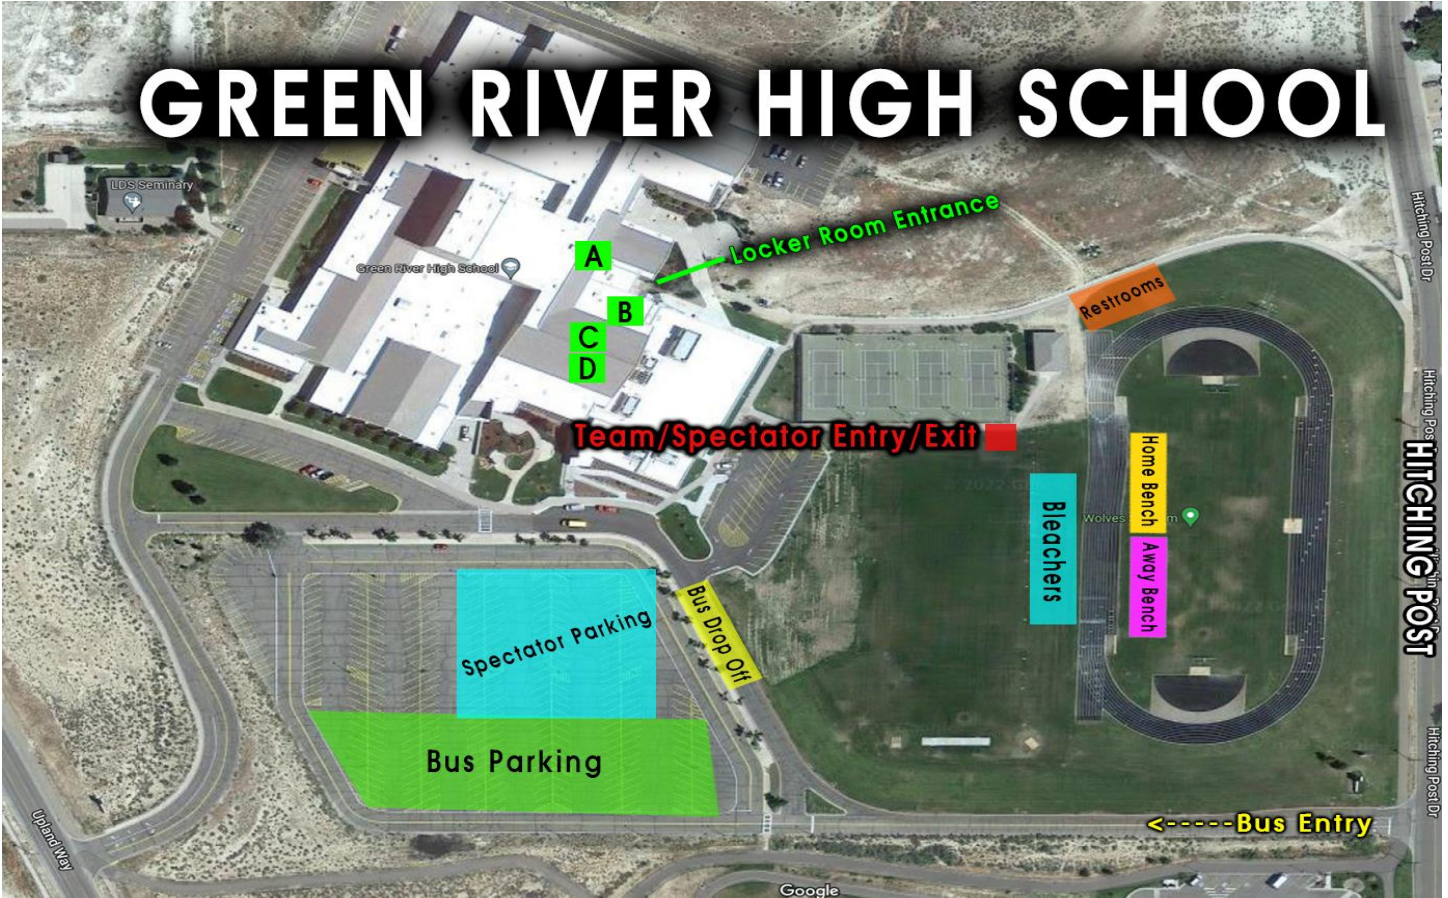 GREEN RIVER HIGH SCHOOL
LDS Seminary
Hitching Post Dr
Locker Room Entrance
A
Green River High School
B
C
D
Restrooms
Team/Spectator Entry/Exit
Home Bench
Bleachers
Wolves
Away Bench
HITCHING POST
Bus Drop Off
Spectator Parking
Bus Parking
Hitching Post Dr
Upland Way
<-----Bus Entry
Google